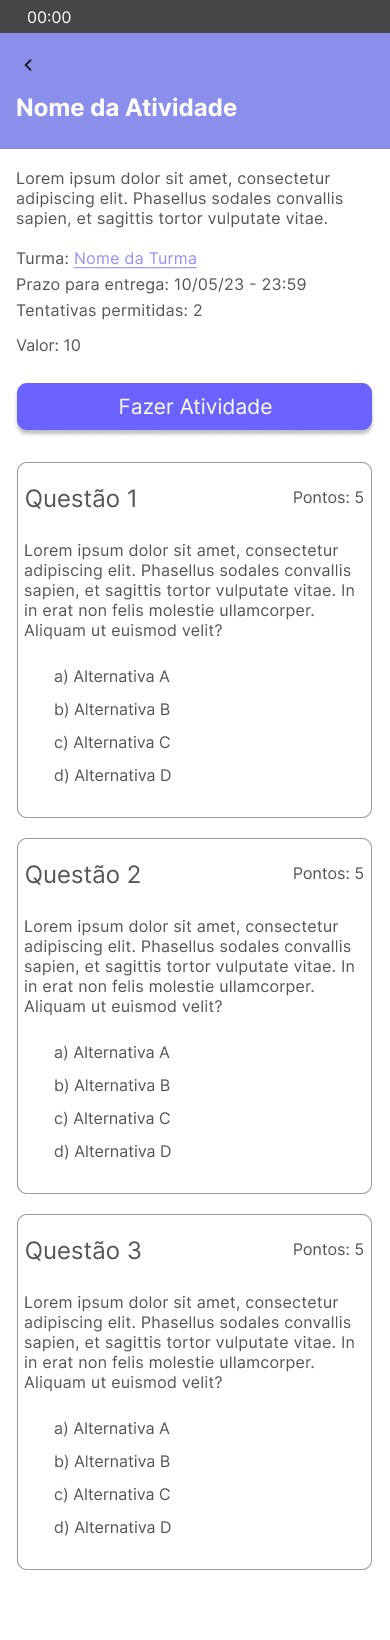 00:00
Nome da Atividade
Lorem ipsum dolor sit amet, consectetur
adipiscing elit. Phasellus sodales convallis
sapien, et sagittis tortor vulputate vitae.
Turma: Nome da Turma
Prazo para entrega: 10/05/23 - 23:59
Tentativas permitidas: 2
Valor: 10
Fazer Atividade
Questão 1 Pontos: 5
Lorem ipsum dolor sit amet, consectetur
adipiscing elit. Phasellus sodales convallis
sapien, et sagittis tortor vulputate vitae. In
in erat non felis molestie ullamcorper.
Aliquam ut euismod velit?
a) Alternativa A
b) Alternativa B
c) Alternativa C
d) Alternativa D
Questão 2 Pontos: 5
Lorem ipsum dolor sit amet, consectetur
adipiscing elit. Phasellus sodales convallis
sapien, et sagittis tortor vulputate vitae. In
in erat non felis molestie ullamcorper.
Aliquam ut euismod velit?
a) Alternativa A
b) Alternativa B
c) Alternativa C
d) Alternativa D
Questão 3 Pontos: 5
Lorem ipsum dolor sit amet, consectetur
adipiscing elit. Phasellus sodales convallis
sapien, et sagittis tortor vulputate vitae. In
in erat non felis molestie ullamcorper.
Aliquam ut euismod velit?
a) Alternativa A
b) Alternativa B
c) Alternativa C
d) Alternativa D